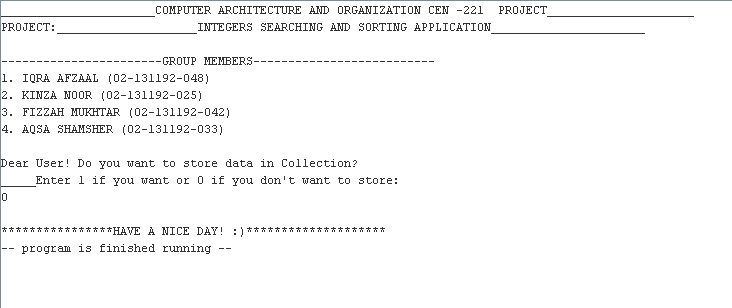 ______________________COMPUTER ARCHITECTURE AND ORGANIZATION CEN -221  PROJECT_____________________
PROJECT:____________________INTEGERS SEARCHING AND SORTING APPLICATION______________________
-----------------------GROUP MEMBERS--------------------------
1. IQRA AFZAAL (02-131192-048)
2. KINZA NOOR (02-131192-025)
3. FIZZAH MUKHTAR (02-131192-042)
4. AQSA SHAMSHER (02-131192-033)
Dear User! Do you want to store data in Collection?
_____Enter 1 if you want or 0 if you don't want to store:
0
****************HAVE A NICE DAY! :)********************
-- program is finished running --